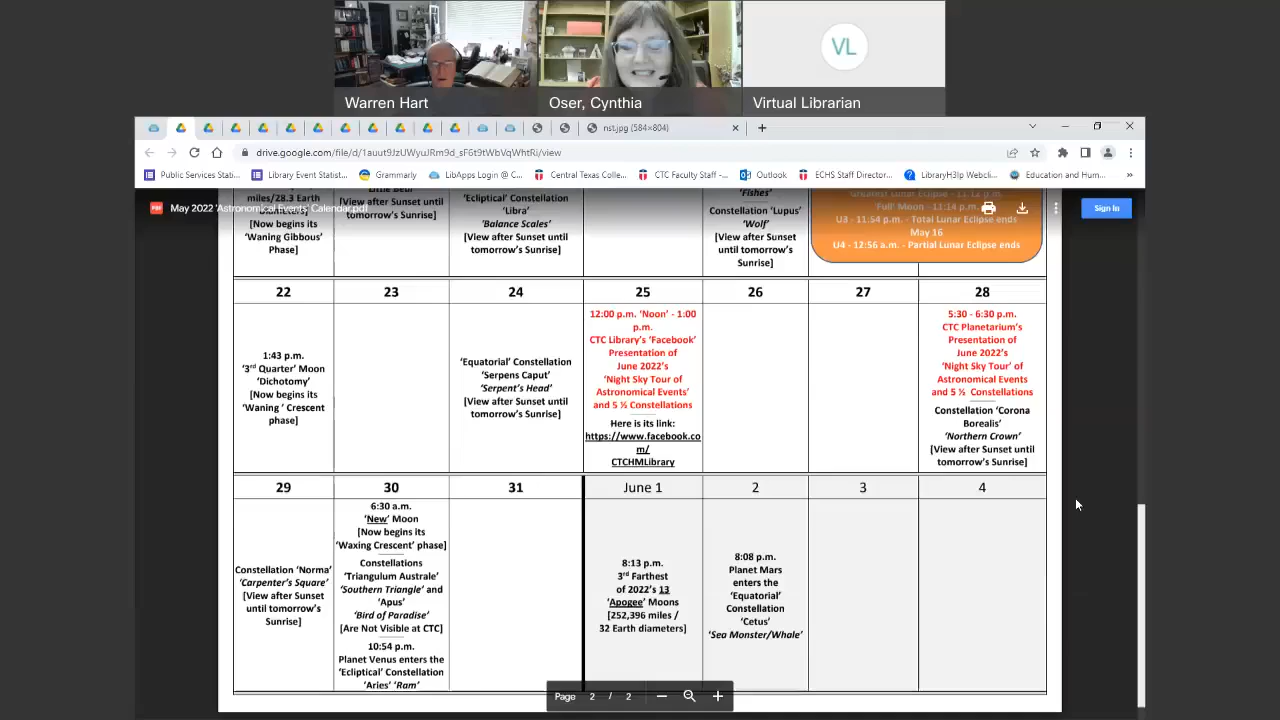 VL
Warren Hart
Oser, Cynthia
Virtual Librarian
nst.jpg (584×804)
drive.google.com/file/d/1auut9JzUWyuJRm9d_sF6t9tWbVqWhtRi/view
Public Services Stati...
Library Event Statist...
Grammarly
LibApps Login @ C...
Central Texas Colle...
CTC Faculty Staff -...
Outlook
ECHS Staff Director...
LibraryH3lp Webcli...
Education and Hum...
»
PDF
May 2022 'Astronomical Events' Calendar.pdf
Sign In
miles/28.3 Earth
[Now begins its
'Waning Gibbous'
Phase]
[View after Sunset until
tomorrow's Sunrise]
'Ecliptical' Constellation
'Libra'
'Balance Scales'
[View after Sunset until
tomorrow's Sunrise]
Fishes'
Constellation 'Lupus'
'Wolf'
[View after Sunset
until tomorrow's
Sunrise]
'Full' Moon - 11:14 p.m.
U3 - 11:54 p.m. - Total Lunar Eclipse ends
May 16
U4 - 12:56 a.m. - Partial Lunar Eclipse ends
22
23
24
25
26
27
28
1:43 p.m.
'3rd Quarter' Moon
'Dichotomy'
[Now begins its
'Waning ' Crescent
phase]
'Equatorial' Constellation
'Serpens Caput'
'Serpent's Head'
[View after Sunset until
tomorrow's Sunrise]
12:00 p.m. 'Noon' - 1:00
p.m.
CTC Library's 'Facebook'
Presentation of
June 2022's
'Night Sky Tour of
Astronomical Events'
and 5 ½ Constellations
Here is its link:
https://www.facebook.co
m/
CTCHMLibrary
5:30 - 6:30 p.m.
CTC Planetarium's
Presentation of
June 2022's
'Night Sky Tour' of
Astronomical Events
and 5 ½ Constellations
Constellation 'Corona
Borealis'
'Northern Crown'
[View after Sunset until
tomorrow's Sunrise]
29
30
31
June 1
2
3
4
Constellation 'Norma'
'Carpenter's Square'
[View after Sunset
until tomorrow's
Sunrise]
6:30 a.m.
'New' Moon
[Now begins its
'Waxing Crescent' phase]
Constellations
'Triangulum Australe'
'Southern Triangle' and
'Apus'
'Bird of Paradise'
[Are Not Visible at CTC]
10:54 p.m.
Planet Venus enters the
'Ecliptical' Constellation
'Aries' 'Ram'
8:13 p.m.
3rd Farthest
of 2022's 13
'Apogee' Moons
[252,396 miles /
32 Earth diameters]
8:08 p.m.
Planet Mars
enters the
'Equatorial'
Constellation
'Cetus'
'Sea Monster/Whale'
Page 2 / 2